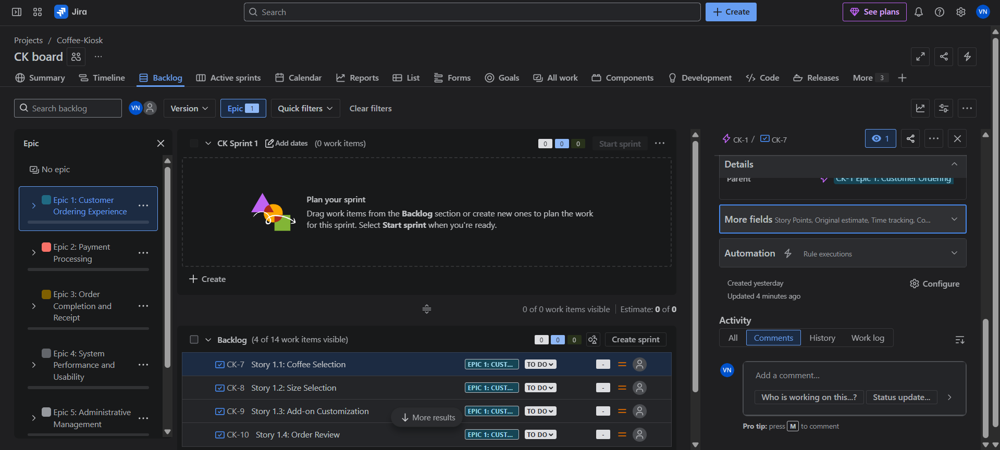 Jira
Search
Create
See plans
VN
Projects / Coffee-Kiosk
CK board
Summary
Timeline
Backlog
Active sprints
Calendar
Reports
List
Forms
Goals
All work
Components
Development
Code
Releases
More 3
Search backlog
VN
Version
Epic 1
Quick filters
Clear filters
Epic
No epic
Epic 1: Customer
Ordering Experience
Epic 2: Payment
Processing
Epic 3: Order
Completion and
Receipt
Epic 4: System
Performance and
Usability
Epic 5: Administrative
Management
CK Sprint 1 Add dates (0 work items)
0 0 0 Start sprint
Plan your sprint
Drag work items from the Backlog section or create new ones to plan the work
for this sprint. Select Start sprint when you're ready.
Create
0 of 0 work items visible Estimate: 0 of 0
Backlog (4 of 14 work items visible)
0 0 0 Create sprint
CK-7 Story 1.1: Coffee Selection EPIC 1: CUST... TO DO -
CK-8 Story 1.2: Size Selection EPIC 1: CUST... TO DO -
CK-9 Story 1.3: Add-on Customization EPIC 1: CUST... TO DO -
CK-10 Story 1.4: Order Review EPIC 1: CUST... TO DO -
More results
CK-1 / CK-7
1
Details
Parent CK-1 Epic 1: Customer Ordering
More fields Story Points, Original estimate, Time tracking, Co...
Automation Rule executions
Created yesterday
Updated 4 minutes ago
Configure
Activity
All Comments History Work log
VN
Add a comment...
Who is working on this...? Status update...
Pro tip: press M to comment